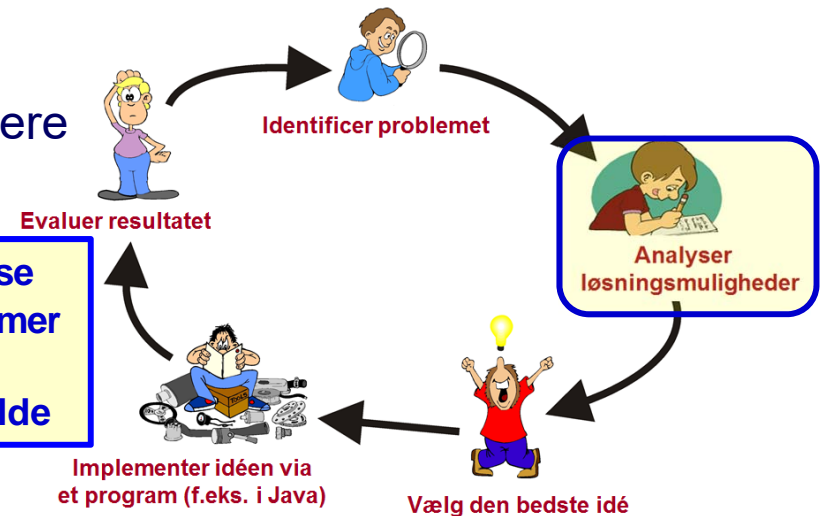 ere
Identificer problemet
Analyser
løsningsmuligheder
Vælg den bedste idé
Implementer idéen via
et program (f.eks. i Java)
Evaluer resultatet
se
mer
lde